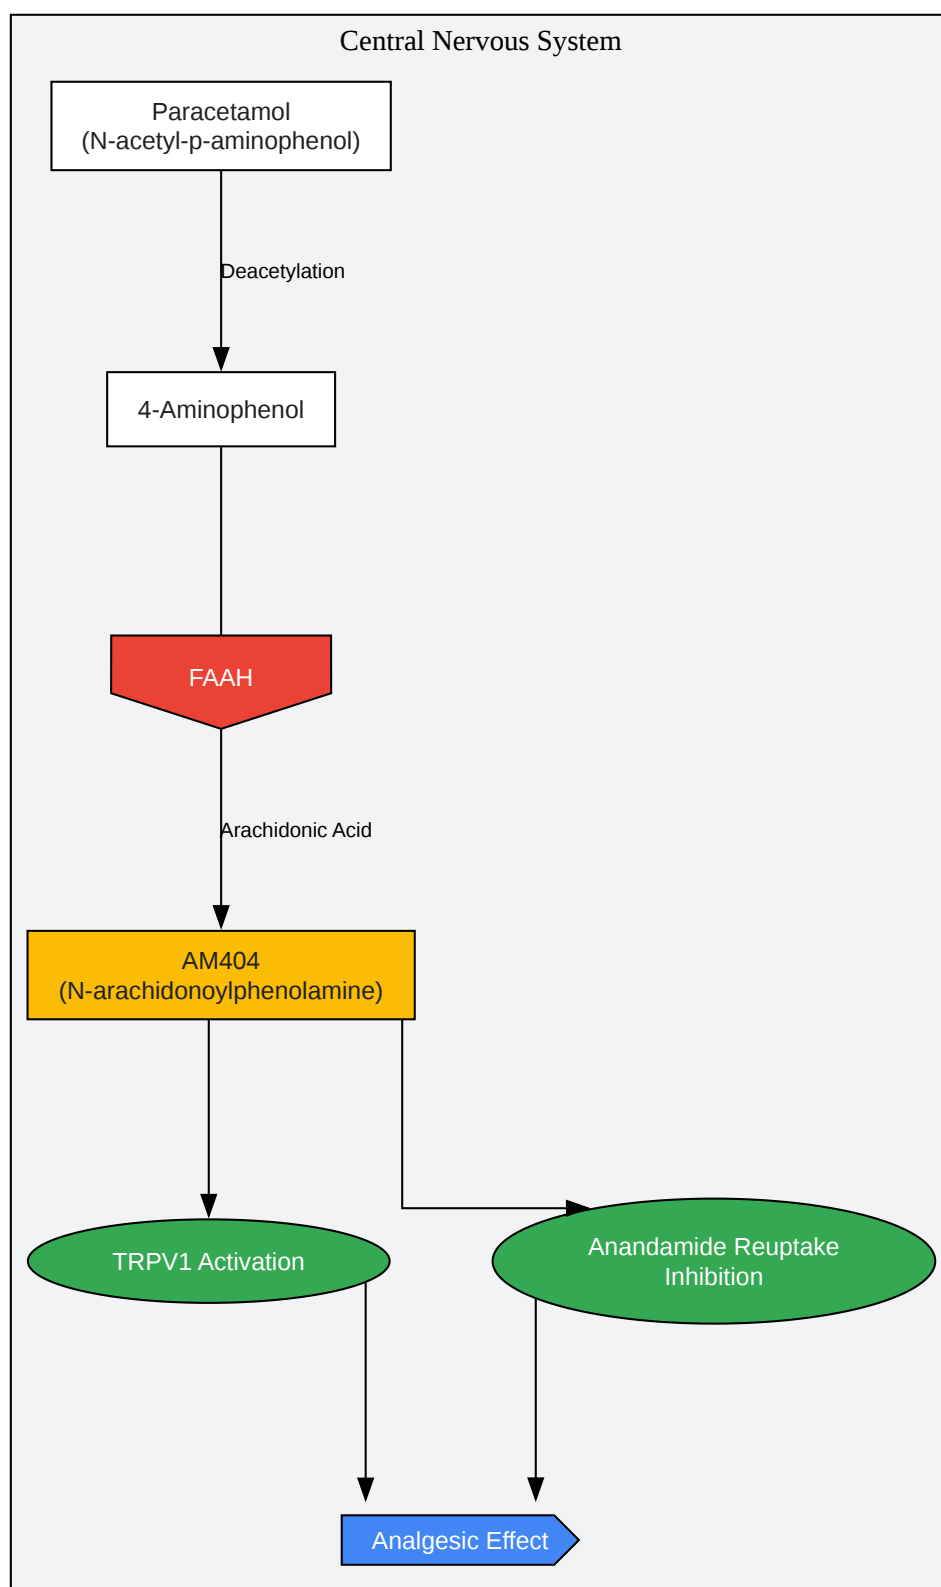 Central Nervous System
Paracetamol
(N-acetyl-p-aminophenol)
Deacetylation
4-Aminophenol
FAAH
Arachidonic Acid
AM404
(N-arachidonoylphenolamine)
TRPV1 Activation
Anandamide Reuptake
Inhibition
Analgesic Effect